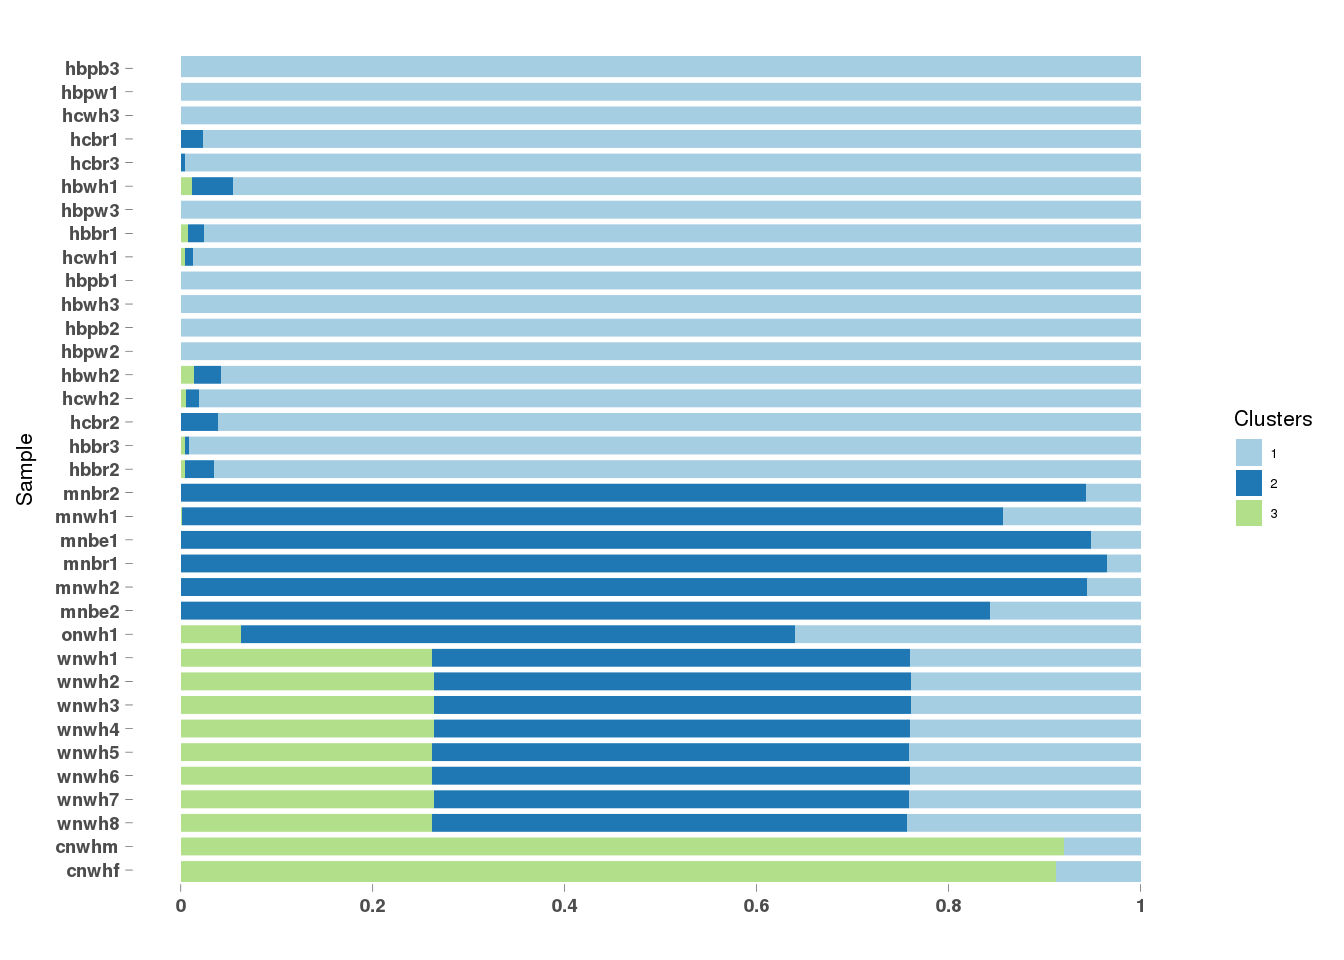 hbpb3
hbpw1
hcwh3
hcbr1
hcbr3
hbwh1
hbpw3
hbbr1
hcwh1
hbpb1
hbwh3
hbpb2
hbpw2
hbwh2
hcwh2
hcbr2
hbbr3
hbbr2
mnbr2
mnwh1
mnbe1
mnbr1
mnwh2
mnbe2
onwh1
wnwh1
wnwh2
wnwh3
wnwh4
wnwh5
wnwh6
wnwh7
wnwh8
cnwhm
cnwhf
Sample
0 0.2 0.4 0.6 0.8 1
Clusters
1
2
3